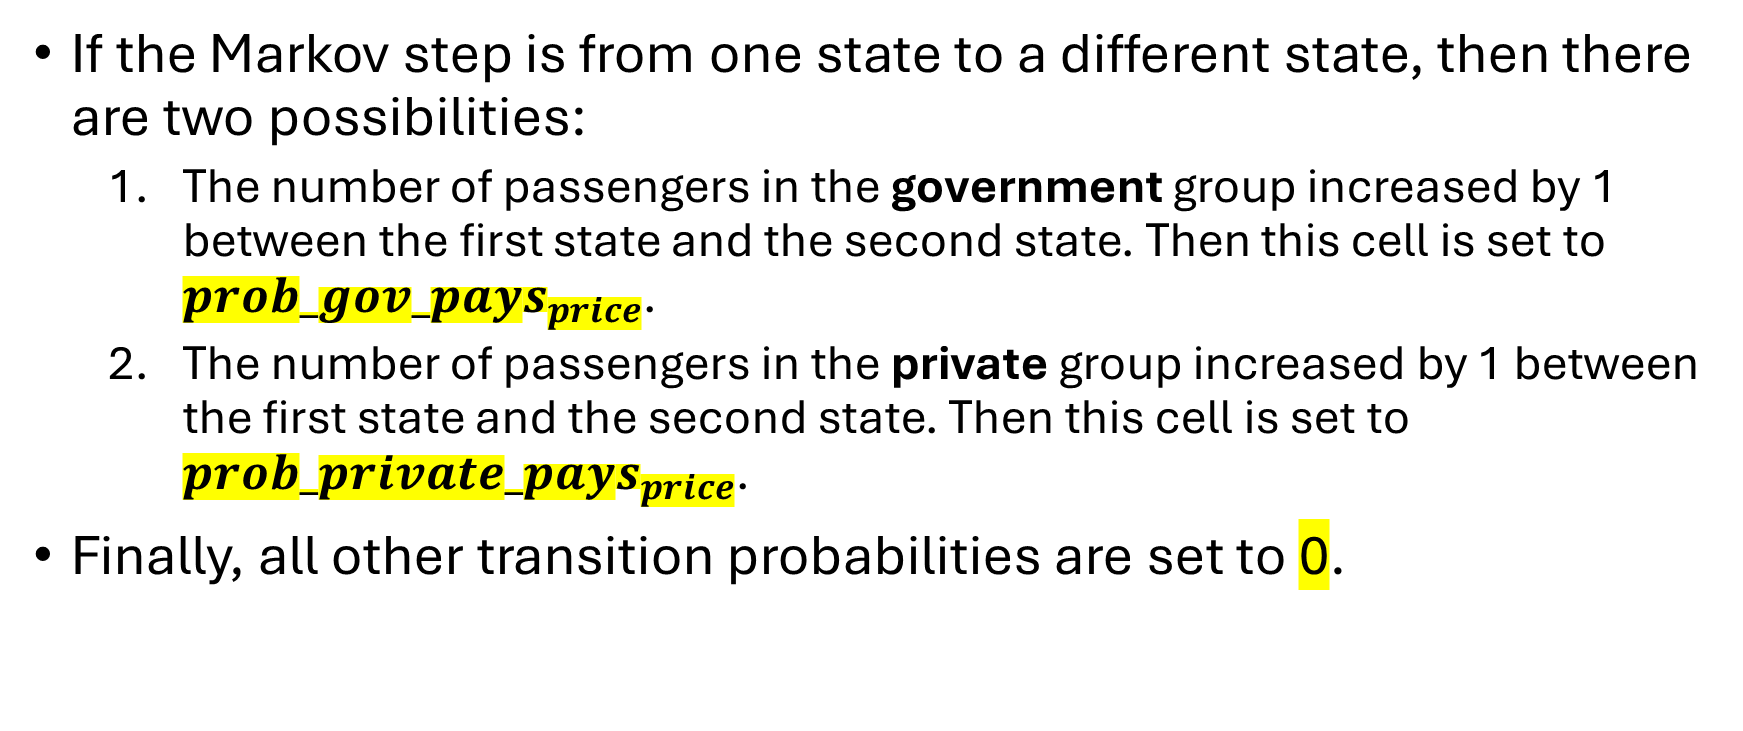 • If the Markov step is from one state to a different state, then there
are two possibilities:
1. The number of passengers in the government group increased by 1
between the first state and the second state. Then this cell is set to
prob_gov_pays_price.
2. The number of passengers in the private group increased by 1 between
the first state and the second state. Then this cell is set to
prob_private_pays_price.
• Finally, all other transition probabilities are set to 0.